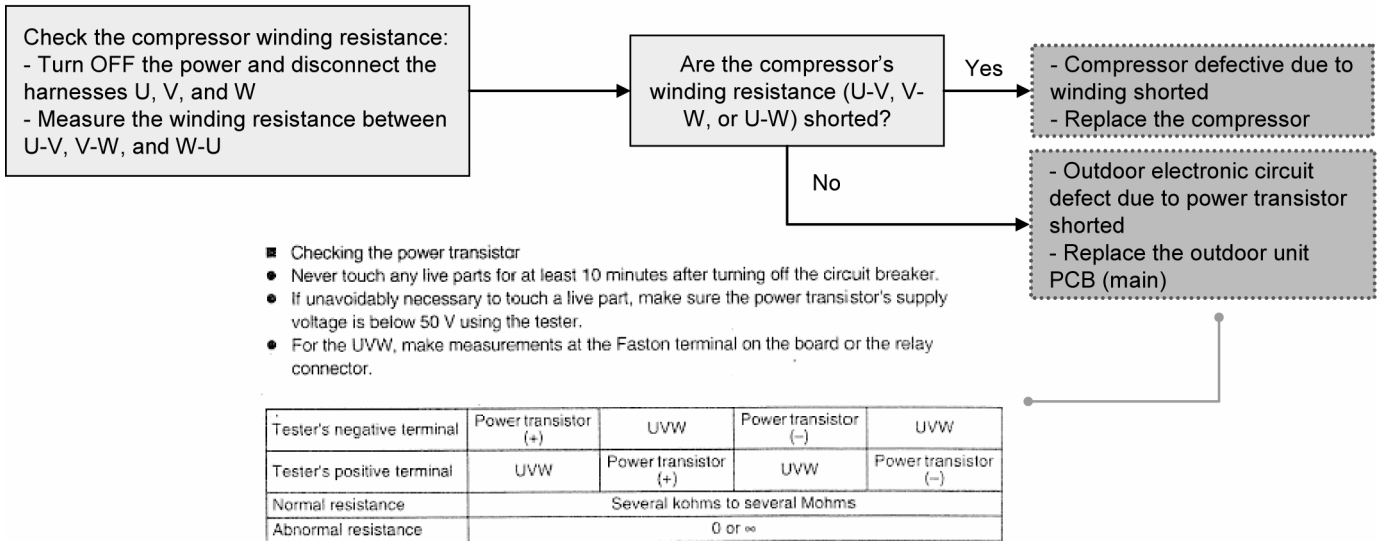 Check the compressor winding resistance:
- Turn OFF the power and disconnect the
harnesses U, V, and W
- Measure the winding resistance between
U-V, V-W, and W-U
Are the compressor's
winding resistance (U-V, V-
W, or U-W) shorted?
Yes
- Compressor defective due to
winding shorted
- Replace the compressor
No
- Outdoor electronic circuit
defect due to power transistor
shorted
- Replace the outdoor unit
PCB (main)
■ Checking the power transistor
● Never touch any live parts for at least 10 minutes after turning off the circuit breaker.
● If unavoidably necessary to touch a live part, make sure the power transistor's supply
voltage is below 50 V using the tester.
● For the UVW, make measurements at the Faston terminal on the board or the relay
connector.
Tester's negative terminal Power transistor (+) UVW Power transistor (−) UVW
Tester's positive terminal UVW Power transistor (+) UVW Power transistor (−)
Normal resistance Several kohms to several Mohms
Abnormal resistance 0 or ∞